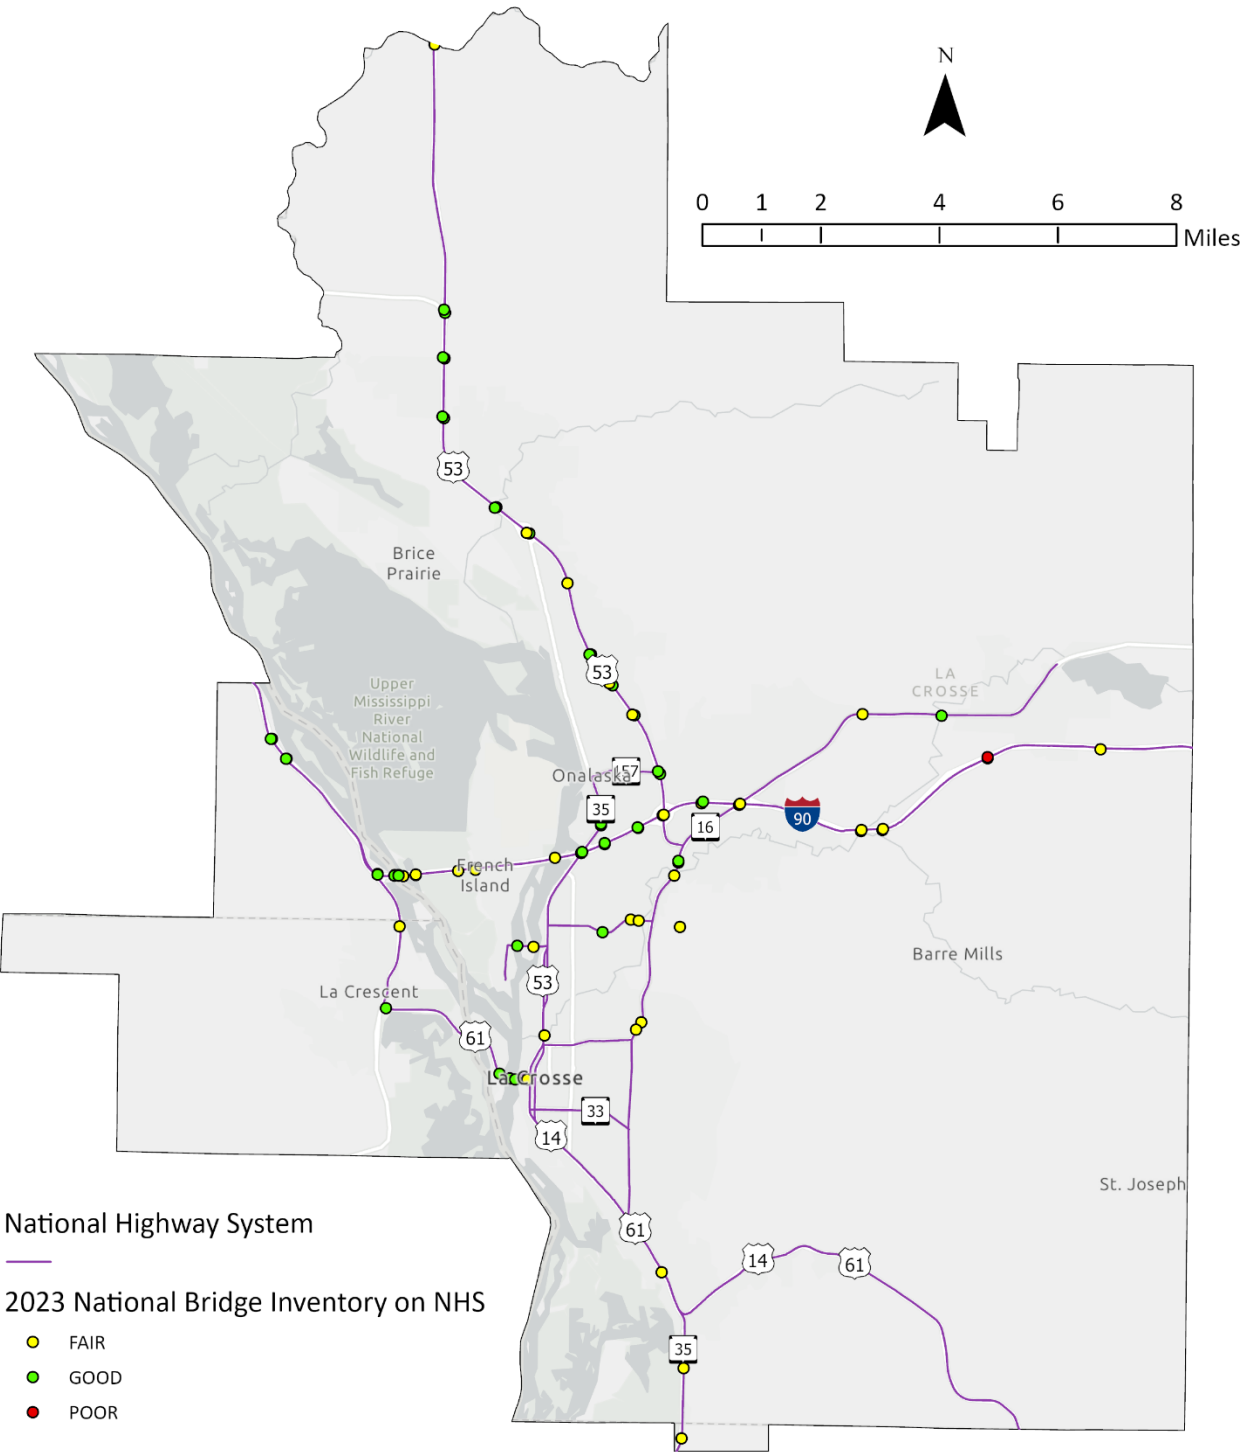 N
0 1 2 4 6 8
Miles
53
Brice
Prairie
53
LA
CROSSE
Upper
Mississippi
River
National
Wildlife and
Fish Refuge
Onalaska
35
16
90
French
Island
Barre Mills
53
La Crescent
61
La Crosse
33
14
St. Joseph
61
14
61
35
National Highway System
2023 National Bridge Inventory on NHS
FAIR
GOOD
POOR